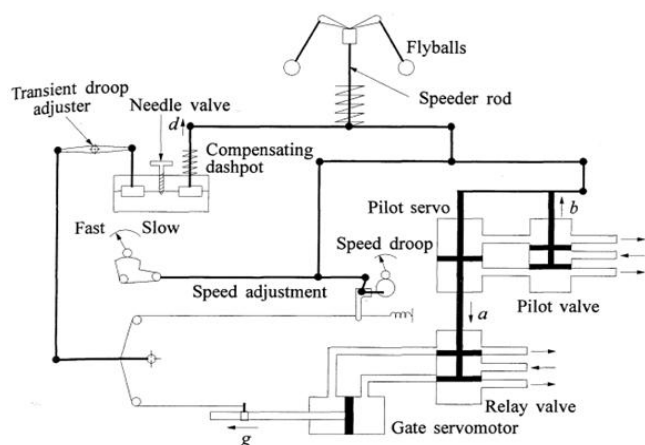 Flyballs
Transient droop
adjuster
Needle valve
d
Speeder rod
Compensating
dashpot
Pilot servo
b
Fast
Slow
Speed droop
Speed adjustment
Pilot valve
a
Relay valve
Gate servomotor
g